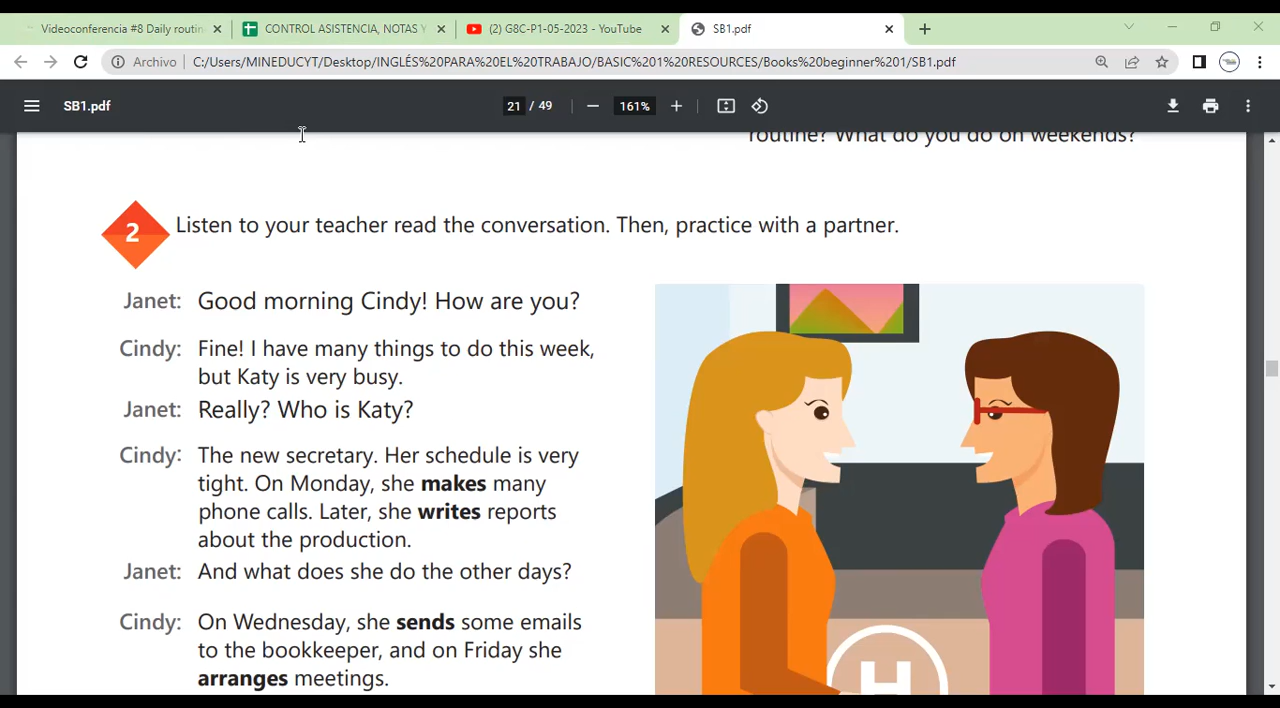 Videoconferencia #8 Daily routin
CONTROL ASISTENCIA, NOTAS Y
(2) G8C-P1-05-2023 - YouTube
SB1.pdf
Archivo
C:/Users/MINEDUCYT/Desktop/INGLÉS%20PARA%20EL%20TRABAJO/BASIC%201%20RESOURCES/Books%20beginner%201/SB1.pdf
SB1.pdf
21 / 49
161%
routine? What do you do on weekends?
2 Listen to your teacher read the conversation. Then, practice with a partner.
Janet: Good morning Cindy! How are you?
Cindy: Fine! I have many things to do this week,
but Katy is very busy.
Janet: Really? Who is Katy?
Cindy: The new secretary. Her schedule is very
tight. On Monday, she makes many
phone calls. Later, she writes reports
about the production.
Janet: And what does she do the other days?
Cindy: On Wednesday, she sends some emails
to the bookkeeper, and on Friday she
arranges meetings.
H